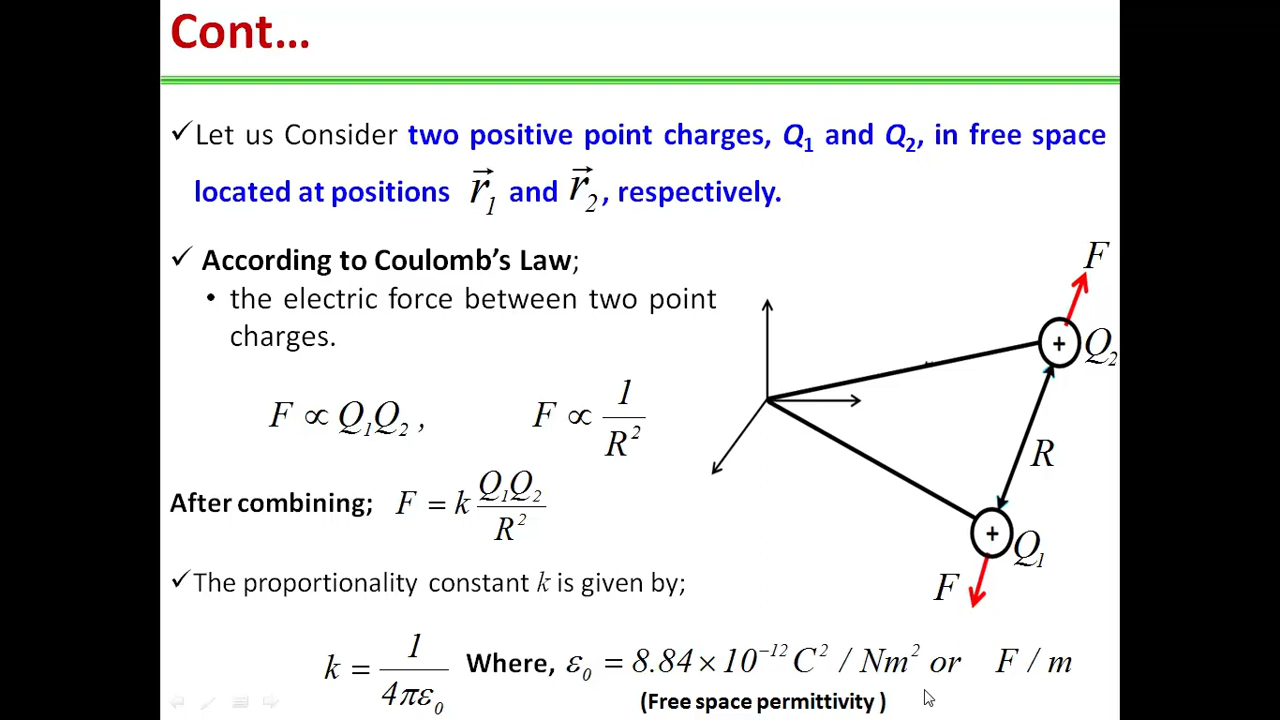 Cont...
✓Let us Consider two positive point charges, Q₁ and Q₂, in free space
located at positions r⃗₁ and r⃗₂, respectively.
✓ According to Coulomb's Law;
• the electric force between two point
charges.
F ∝ Q₁Q₂ , F ∝ 1/R²
After combining; F = k Q₁Q₂/R²
✓The proportionality constant k is given by;
k = 1/4πε₀ Where, ε₀ = 8.84 × 10⁻¹² C² / Nm² or F / m
(Free space permittivity )
F
+ Q₂
R
+ Q₁
F